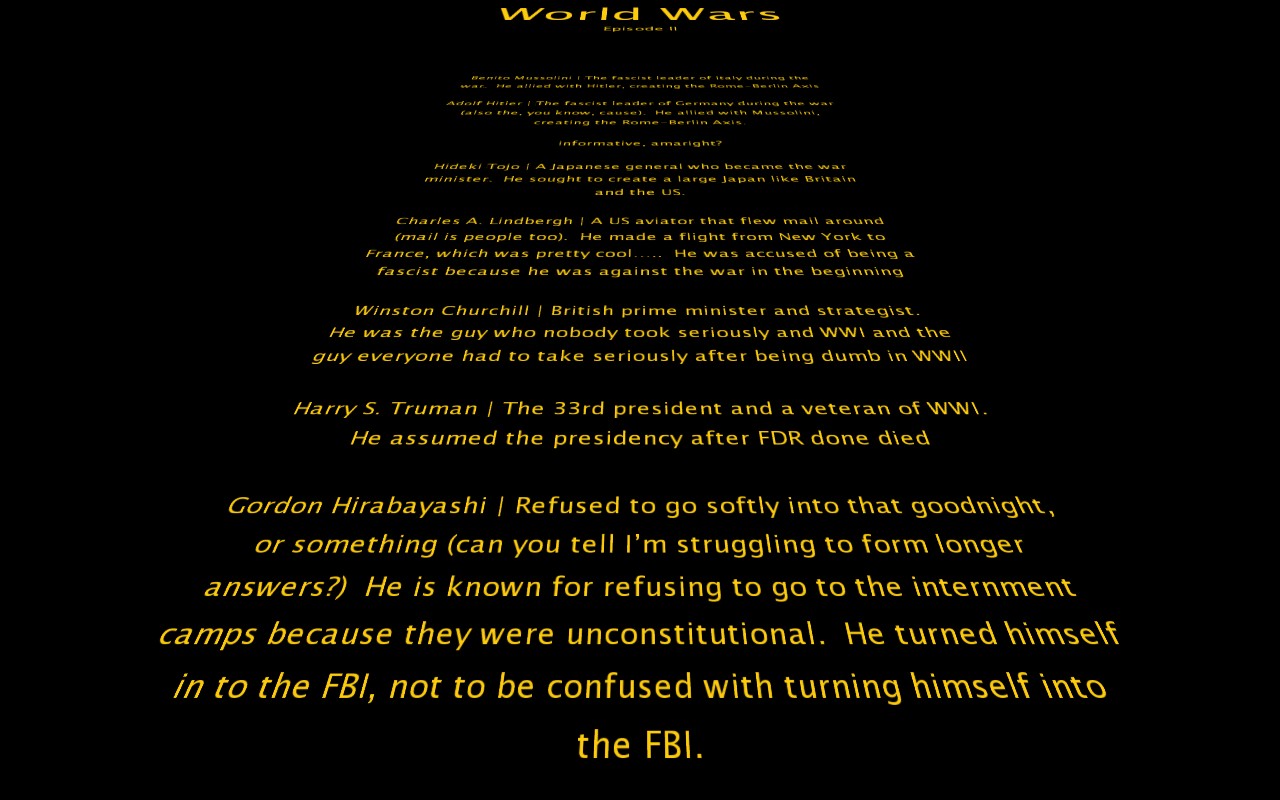 World Wars
Episode II
Benito Mussolini | The fascist leader of Italy during the
war.  He allied with Hitler, creating the Rome-Berlin Axis
Adolf Hitler | The fascist leader of Germany during the war
(also the, you know, cause).  He allied with Mussolini,
creating the Rome-Berlin Axis.
informative, amaright?
Hideki Tojo | A Japanese general who became the war
minister.  He sought to create a large Japan like Britain
and the US.
Charles A. Lindbergh | A US aviator that flew mail around
(mail is people too).  He made a flight from New York to
France, which was pretty cool.....  He was accused of being a
fascist because he was against the war in the beginning
Winston Churchill | British prime minister and strategist.
He was the guy who nobody took seriously and WWI and the
guy everyone had to take seriously after being dumb in WWII
Harry S. Truman | The 33rd president and a veteran of WWI.
He assumed the presidency after FDR done died
Gordon Hirabayashi | Refused to go softly into that goodnight,
or something (can you tell I’m struggling to form longer
answers?)  He is known for refusing to go to the internment
camps because they were unconstitutional.  He turned himself
in to the FBI, not to be confused with turning himself into
the FBI.